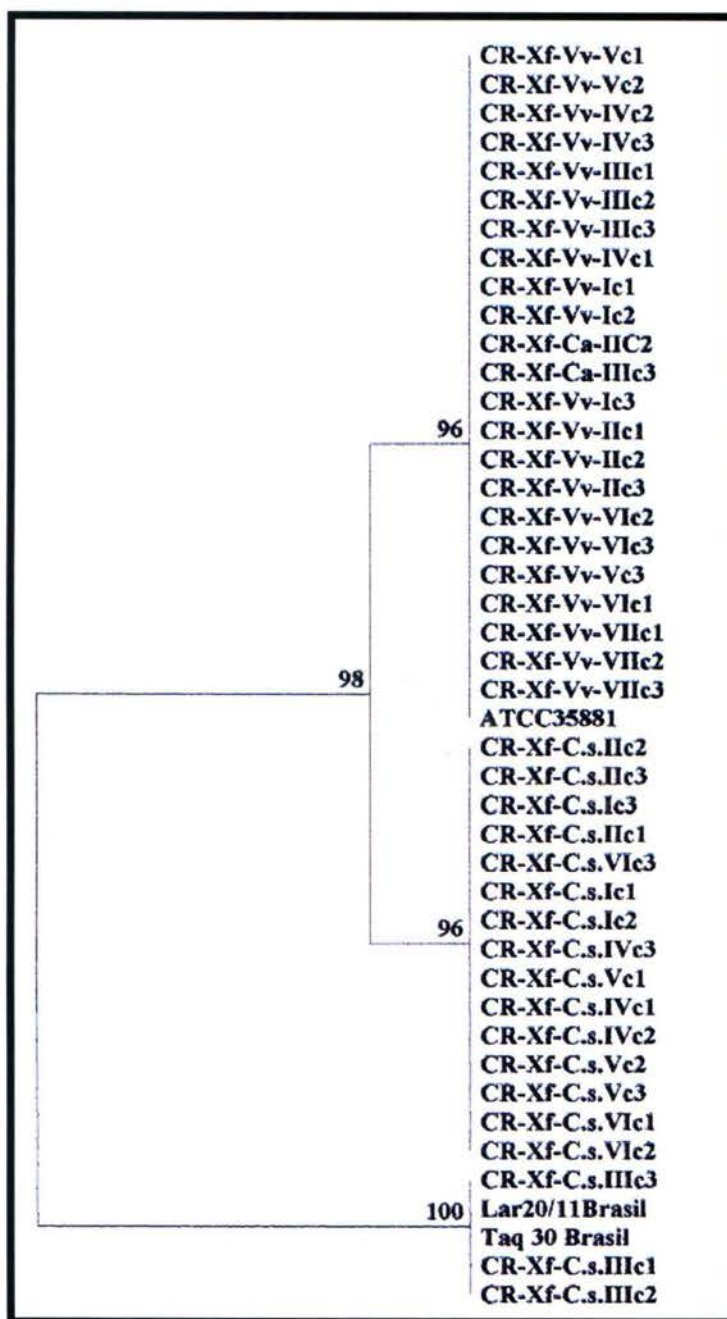 CR-Xf-Vv-Vc1
CR-Xf-Vv-Vc2
CR-Xf-Vv-IVc2
CR-Xf-Vv-IVc3
CR-Xf-Vv-IIIc1
CR-Xf-Vv-IIIc2
CR-Xf-Vv-IIIc3
CR-Xf-Vv-IVc1
CR-Xf-Vv-Ic1
CR-Xf-Vv-Ic2
CR-Xf-Ca-IIC2
CR-Xf-Ca-IIIc3
CR-Xf-Vv-Ic3
96
CR-Xf-Vv-IIc1
CR-Xf-Vv-IIc2
CR-Xf-Vv-IIc3
CR-Xf-Vv-VIc2
CR-Xf-Vv-VIc3
CR-Xf-Vv-Vc3
CR-Xf-Vv-VIc1
CR-Xf-Vv-VIIc1
98
CR-Xf-Vv-VIIc2
CR-Xf-Vv-VIIc3
ATCC35881
CR-Xf-C.s.IIc2
CR-Xf-C.s.IIc3
CR-Xf-C.s.Ic3
CR-Xf-C.s.IIc1
CR-Xf-C.s.VIc3
CR-Xf-C.s.Ic1
CR-Xf-C.s.Ic2
96
CR-Xf-C.s.IVc3
CR-Xf-C.s.Vc1
CR-Xf-C.s.IVc1
CR-Xf-C.s.IVc2
CR-Xf-C.s.Vc2
CR-Xf-C.s.Vc3
CR-Xf-C.s.VIc1
CR-Xf-C.s.VIc2
CR-Xf-C.s.IIIc3
100
Lar20/11Brasil
Taq 30 Brasil
CR-Xf-C.s.IIIc1
CR-Xf-C.s.IIIc2